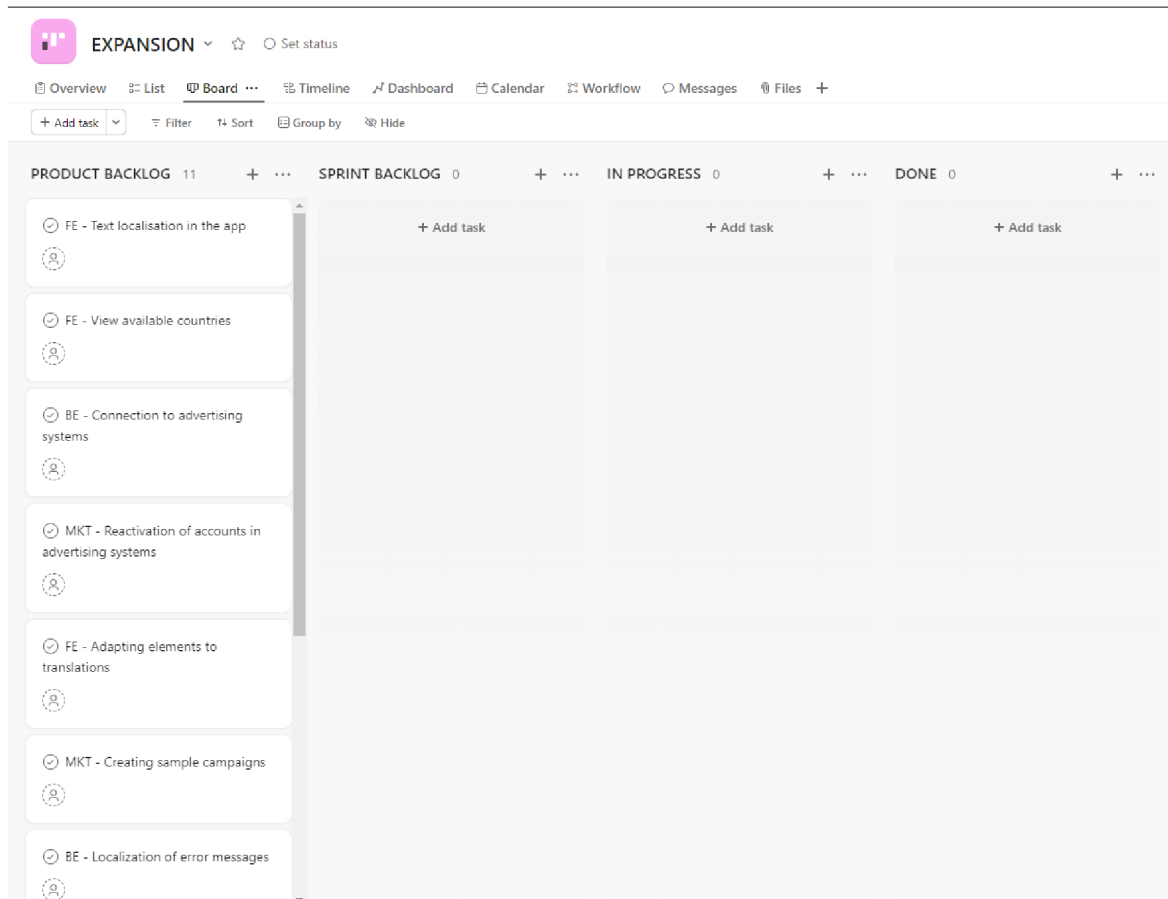 EXPANSION
Set status
Overview List Board ... Timeline Dashboard Calendar Workflow Messages Files +
+ Add task Filter Sort Group by Hide
PRODUCT BACKLOG 11 + ... SPRINT BACKLOG 0 + ... IN PROGRESS 0 + ... DONE 0 + ...
FE - Text localisation in the app
+ Add task + Add task + Add task
FE - View available countries
BE - Connection to advertising
systems
MKT - Reactivation of accounts in
advertising systems
FE - Adapting elements to
translations
MKT - Creating sample campaigns
BE - Localization of error messages